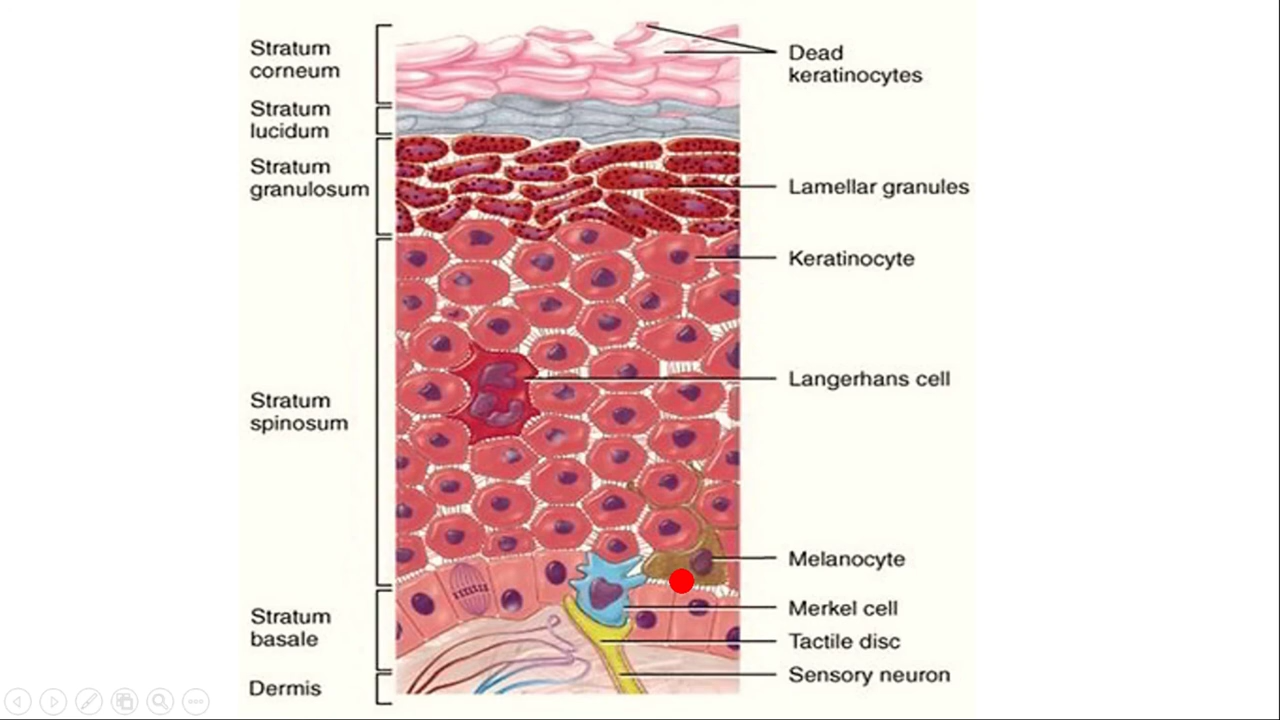 Stratum
corneum
Stratum
lucidum
Stratum
granulosum
Stratum
spinosum
Stratum
basale
Dermis
Dead
keratinocytes
Lamellar granules
Keratinocyte
Langerhans cell
Melanocyte
Merkel cell
Tactile disc
Sensory neuron